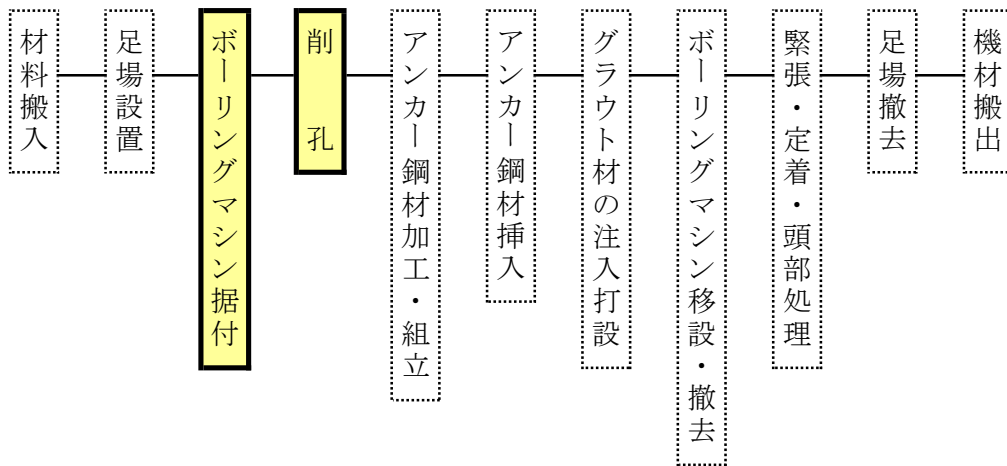 材料搬入
足場設置
ボーリングマシン据付
削孔
アンカー鋼材加工・組立
アンカー鋼材挿入
グラウト材の注入打設
ボーリングマシン移設・撤去
緊張・定着・頭部処理
足場撤去
機材搬出